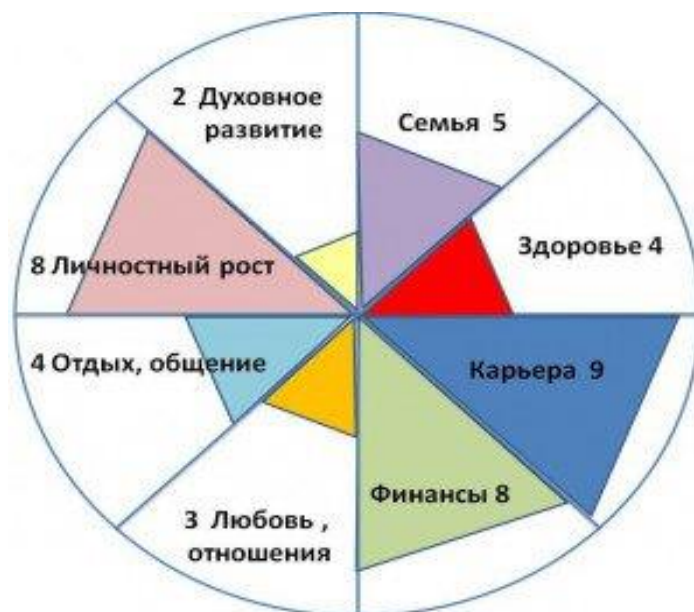 2 Духовное
развитие
Семья 5
Здоровье 4
8 Личностный рост
4 Отдых, общение
Карьера 9
Финансы 8
3 Любовь ,
отношения